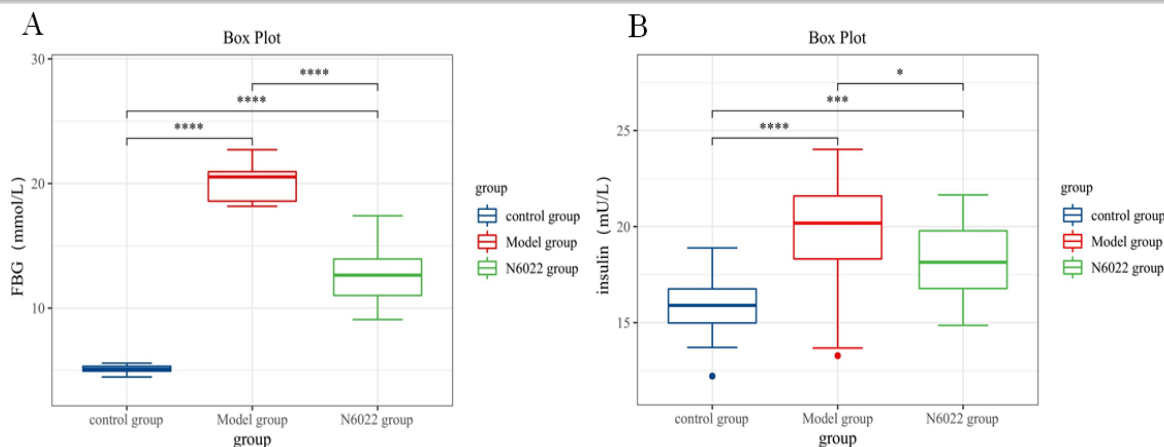 A
Box Plot
FBG (mmol/L)
30
20
10
****
****
****
control group
Model group
N6022 group
group
group
control group
Model group
N6022 group
B
Box Plot
insulin (mU/L)
25
20
15
*
***
****
control group
Model group
N6022 group
group
group
control group
Model group
N6022 group